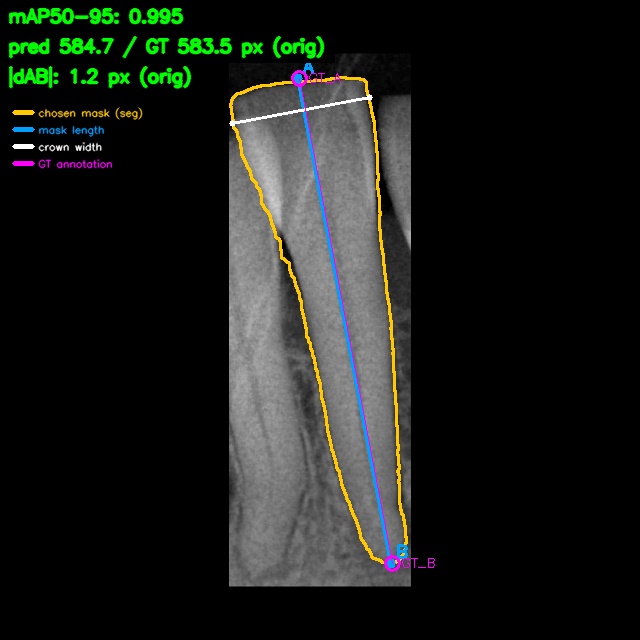 mAP50-95: 0.995
pred 584.7 / GT 583.5 px (orig)
|dAB|: 1.2 px (orig)
chosen mask (seg)
mask length
crown width
GT annotation
A
GT_A
B
GT_B